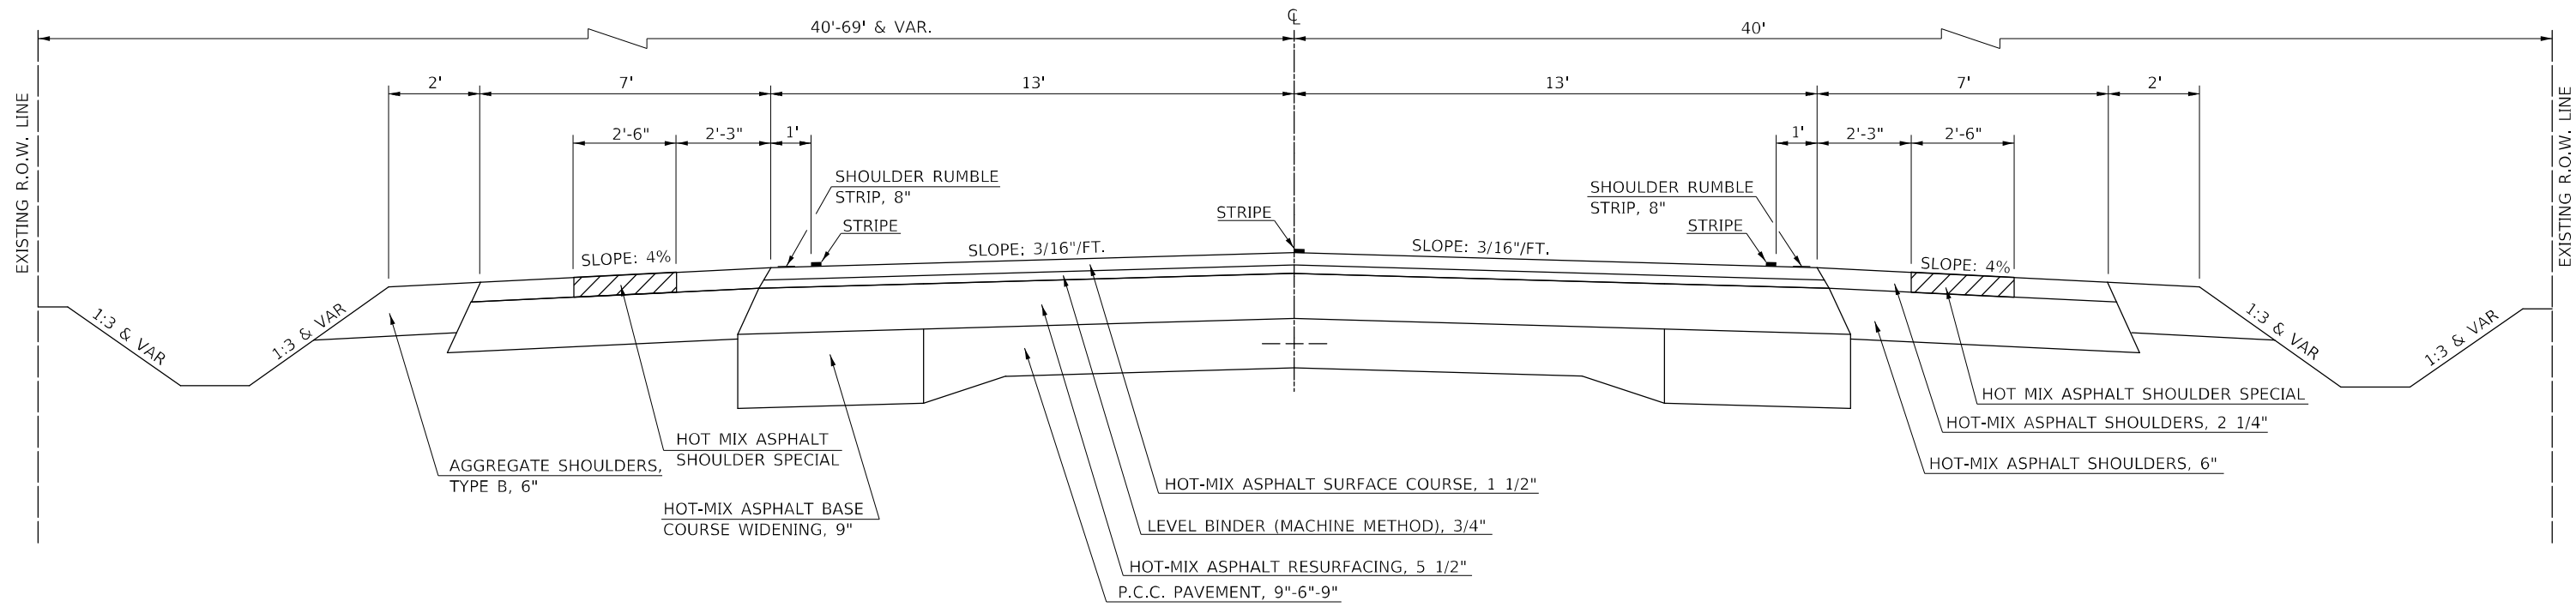 ℄
40'-69' & VAR.
40'
2'
7'
13'
13'
7'
2'
2'-6"
2'-3"
1'
1'
2'-3"
2'-6"
EXISTING R.O.W. LINE
EXISTING R.O.W. LINE
SHOULDER RUMBLE
STRIP, 8"
STRIPE
STRIPE
SHOULDER RUMBLE
STRIP, 8"
STRIPE
SLOPE: 4%
SLOPE: 3/16"/FT.
SLOPE: 3/16"/FT.
SLOPE: 4%
1:3 & VAR
1:3 & VAR
1:3 & VAR
1:3 & VAR
HOT MIX ASPHALT SHOULDER SPECIAL
HOT-MIX ASPHALT SHOULDERS, 2 1/4"
HOT-MIX ASPHALT SHOULDERS, 6"
HOT MIX ASPHALT
SHOULDER SPECIAL
AGGREGATE SHOULDERS,
TYPE B, 6"
HOT-MIX ASPHALT BASE
COURSE WIDENING, 9"
HOT-MIX ASPHALT SURFACE COURSE, 1 1/2"
LEVEL BINDER (MACHINE METHOD), 3/4"
HOT-MIX ASPHALT RESURFACING, 5 1/2"
P.C.C. PAVEMENT, 9"-6"-9"